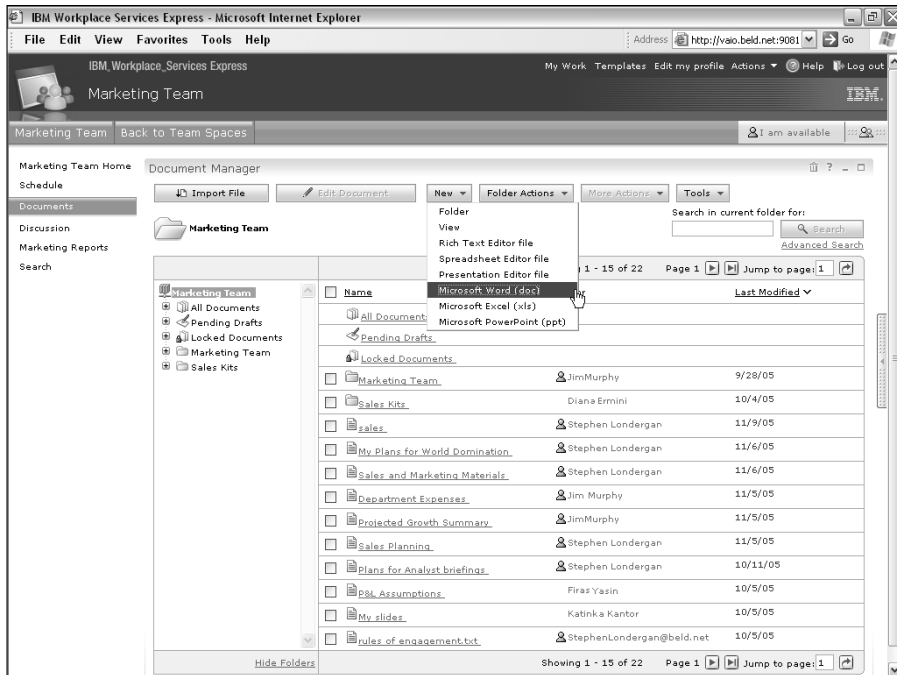 IBM Workplace Services Express - Microsoft Internet Explorer
File Edit View Favorites Tools Help
Address http://vaio.beld.net:9081 Go
IBM_Workplace_Services Express
My Work Templates Edit my profile Actions Help Log out
Marketing Team
IBM.
Marketing Team Back to Team Spaces
I am available
Marketing Team Home
Schedule
Documents
Discussion
Marketing Reports
Search
Document Manager
Import File Edit Document New Folder Actions More Actions Tools
Folder
View
Rich Text Editor file
Spreadsheet Editor file
Presentation Editor file
Microsoft Word (doc)
Microsoft Excel (xls)
Microsoft PowerPoint (ppt)
Search in current folder for:
Search
Advanced Search
Marketing Team
1 - 15 of 22 Page 1 Jump to page: 1
Marketing Team
All Documents
Pending Drafts
Locked Documents
Marketing Team
Sales Kits
Name Last Modified
All Document
Pending Drafts
Locked Documents
Marketing Team JimMurphy 9/28/05
Sales Kits Diana Ermini 10/4/05
sales Stephen Londergan 11/9/05
My Plans for World Domination Stephen Londergan 11/6/05
Sales and Marketing Materials Stephen Londergan 11/6/05
Department Expenses Jim Murphy 11/5/05
Projected Growth Summary JimMurphy 11/5/05
Sales Planning Stephen Londergan 11/5/05
Plans for Analyst briefings Stephen Londergan 10/11/05
P&L Assumptions Firas Yasin 10/5/05
My slides Katinka Kantor 10/5/05
rules of engagement.txt StephenLondergan@beld.net 10/5/05
Hide Folders
Showing 1 - 15 of 22 Page 1 Jump to page: 1